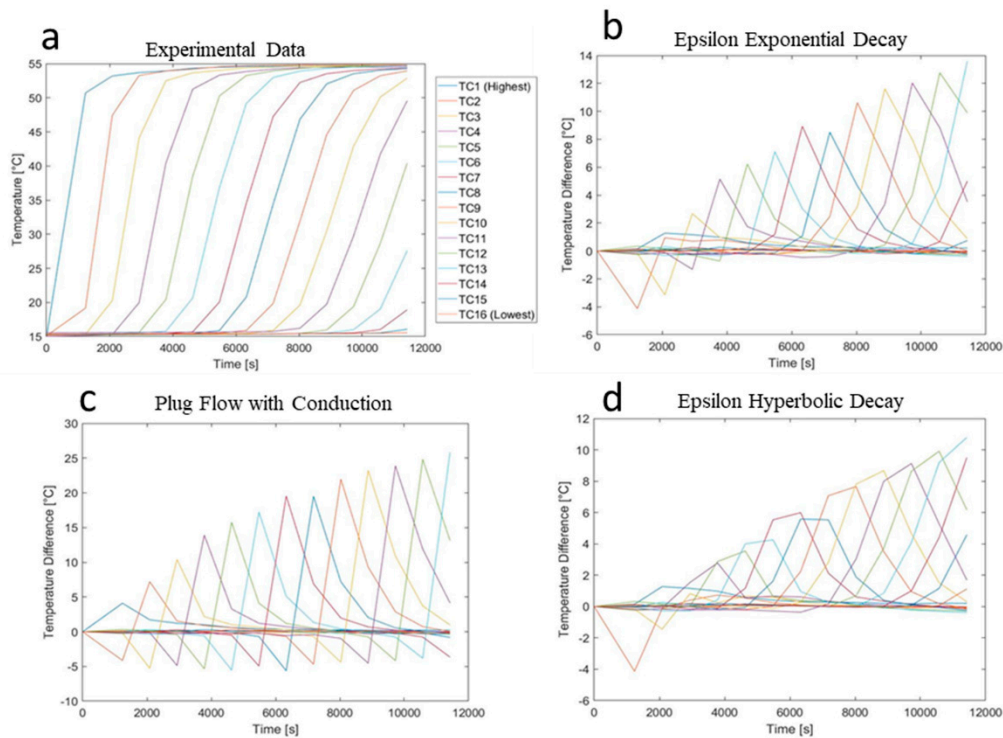 a
Experimental Data
55
50
45
40
35
30
25
20
15
Temperature [°C]
0
2000
4000
6000
8000
10000
12000
Time [s]
TC1 (Highest)
TC2
TC3
TC4
TC5
TC6
TC7
TC8
TC9
TC10
TC11
TC12
TC13
TC14
TC15
TC16 (Lowest)
b
Epsilon Exponential Decay
14
12
10
8
6
4
2
0
-2
-4
-6
Temperature Difference [°C]
0
2000
4000
6000
8000
10000
12000
Time [s]
c
Plug Flow with Conduction
30
25
20
15
10
5
0
-5
-10
Temperature Difference [°C]
0
2000
4000
6000
8000
10000
12000
Time [s]
d
Epsilon Hyperbolic Decay
12
10
8
6
4
2
0
-2
-4
-6
Temperature Difference [°C]
0
2000
4000
6000
8000
10000
12000
Time [s]